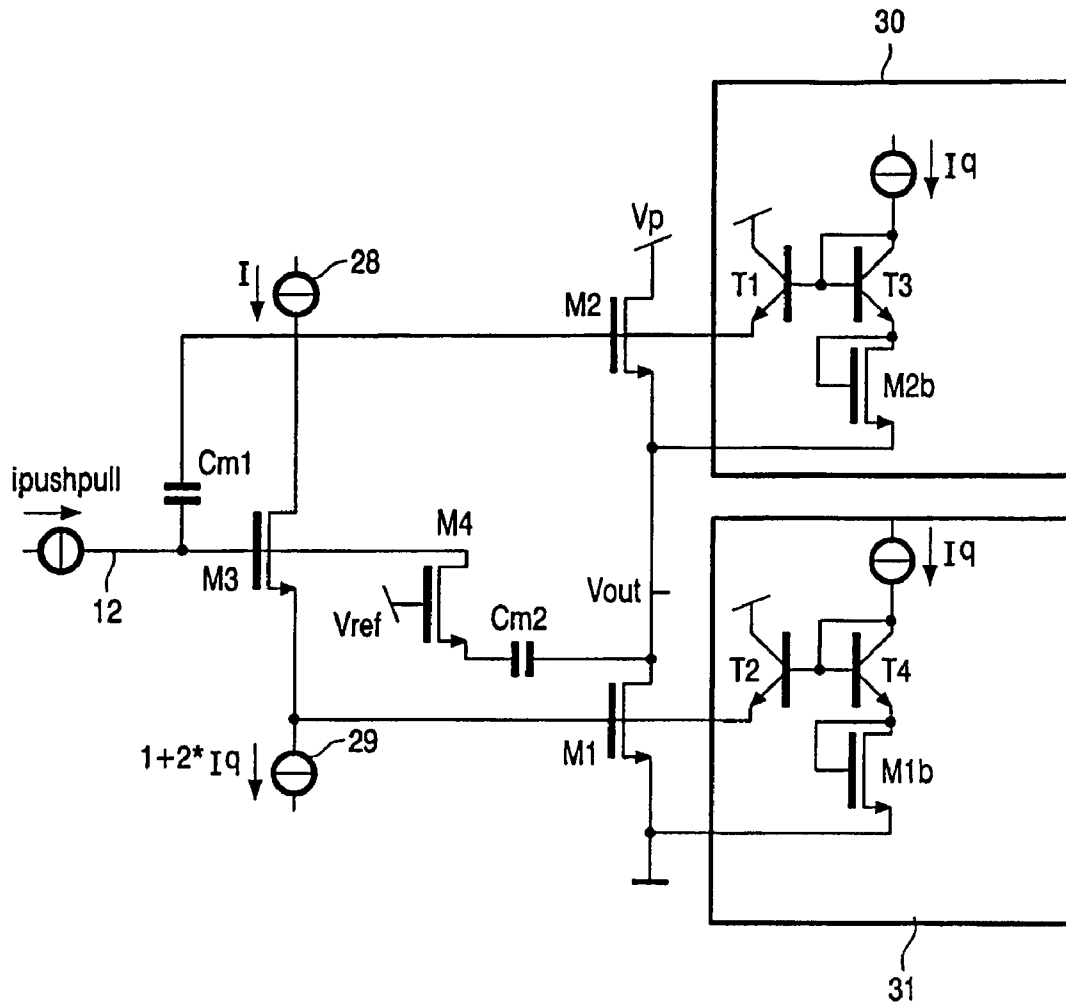 30
Iq
Vp
28
I
T1
T3
M2
M2b
Cm1
ipushpull
M4
Iq
M3
12
Vref
Vout
Cm2
T2
T4
29
1+2* Iq
M1
M1b
31